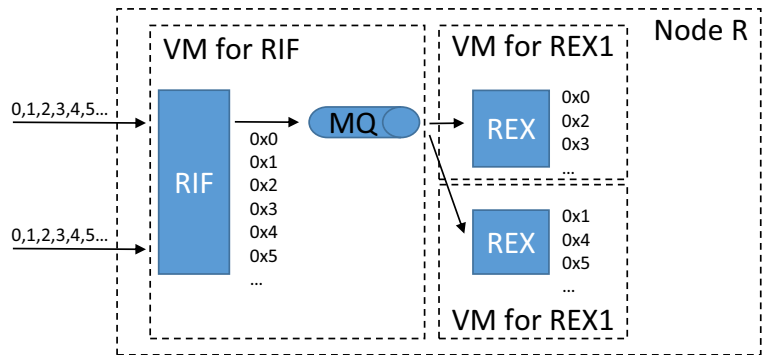 Node R
VM for RIF
VM for REX1
0,1,2,3,4,5...
0,1,2,3,4,5...
RIF
0x0
0x1
0x2
0x3
0x4
0x5
...
MQ
REX
0x0
0x2
0x3
...
REX
0x1
0x4
0x5
...
VM for REX1